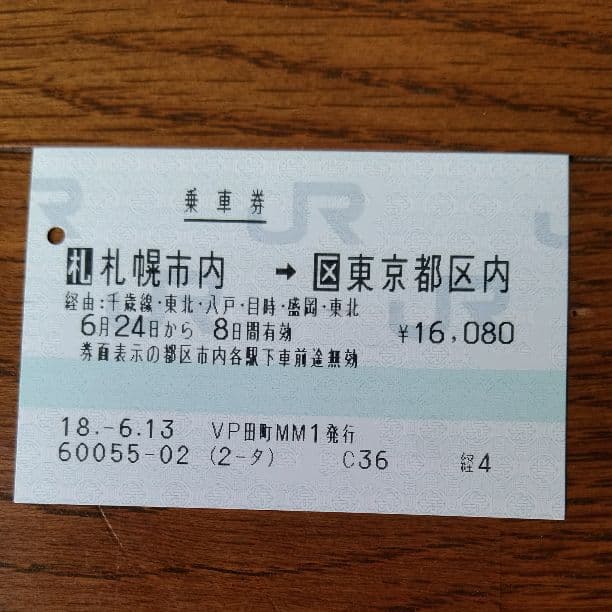 乗車券
札 札幌市内 → 区 東京都区内
経由:千歳線・東北・八戸・目時・盛岡・東北
6月24日から 8日間有効 ¥16,080
券面表示の都区市内各駅下車前途無効
18.-6.13 VP田町MM1発行
60055-02 (2-タ) C36 経4